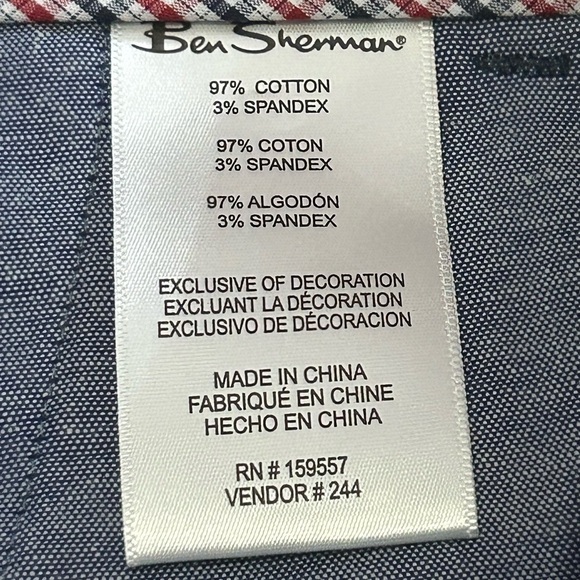 Ben Sherman®
97% COTTON
3% SPANDEX
97% COTON
3% SPANDEX
97% ALGODÓN
3% SPANDEX
EXCLUSIVE OF DECORATION
EXCLUANT LA DÉCORATION
EXCLUSIVO DE DÉCORACION
MADE IN CHINA
FABRIQUÉ EN CHINE
HECHO EN CHINA
RN # 159557
VENDOR # 244